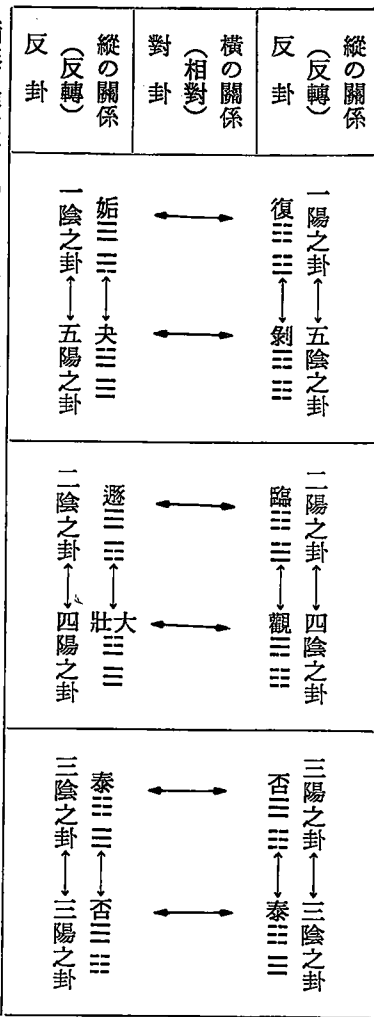 縱の關係
（反轉）
反卦
一陽之卦↕五陰之卦
復☷☳↕剝☶☷
二陽之卦↕四陰之卦
臨☷☱↕觀☴☷
三陽之卦↕三陰之卦
否☰☷↕泰☷☰
橫の關係
（相對）
對卦
↔ ↔
↔ ↔
↔ ↔
縱の關係
（反轉）
反卦
姤☰☴↕夬☱☰
一陰之卦↕五陽之卦
遯☰☶↕大壯☳☰
二陰之卦↕四陽之卦
泰☷☰↕否☰☷
三陰之卦↕三陽之卦